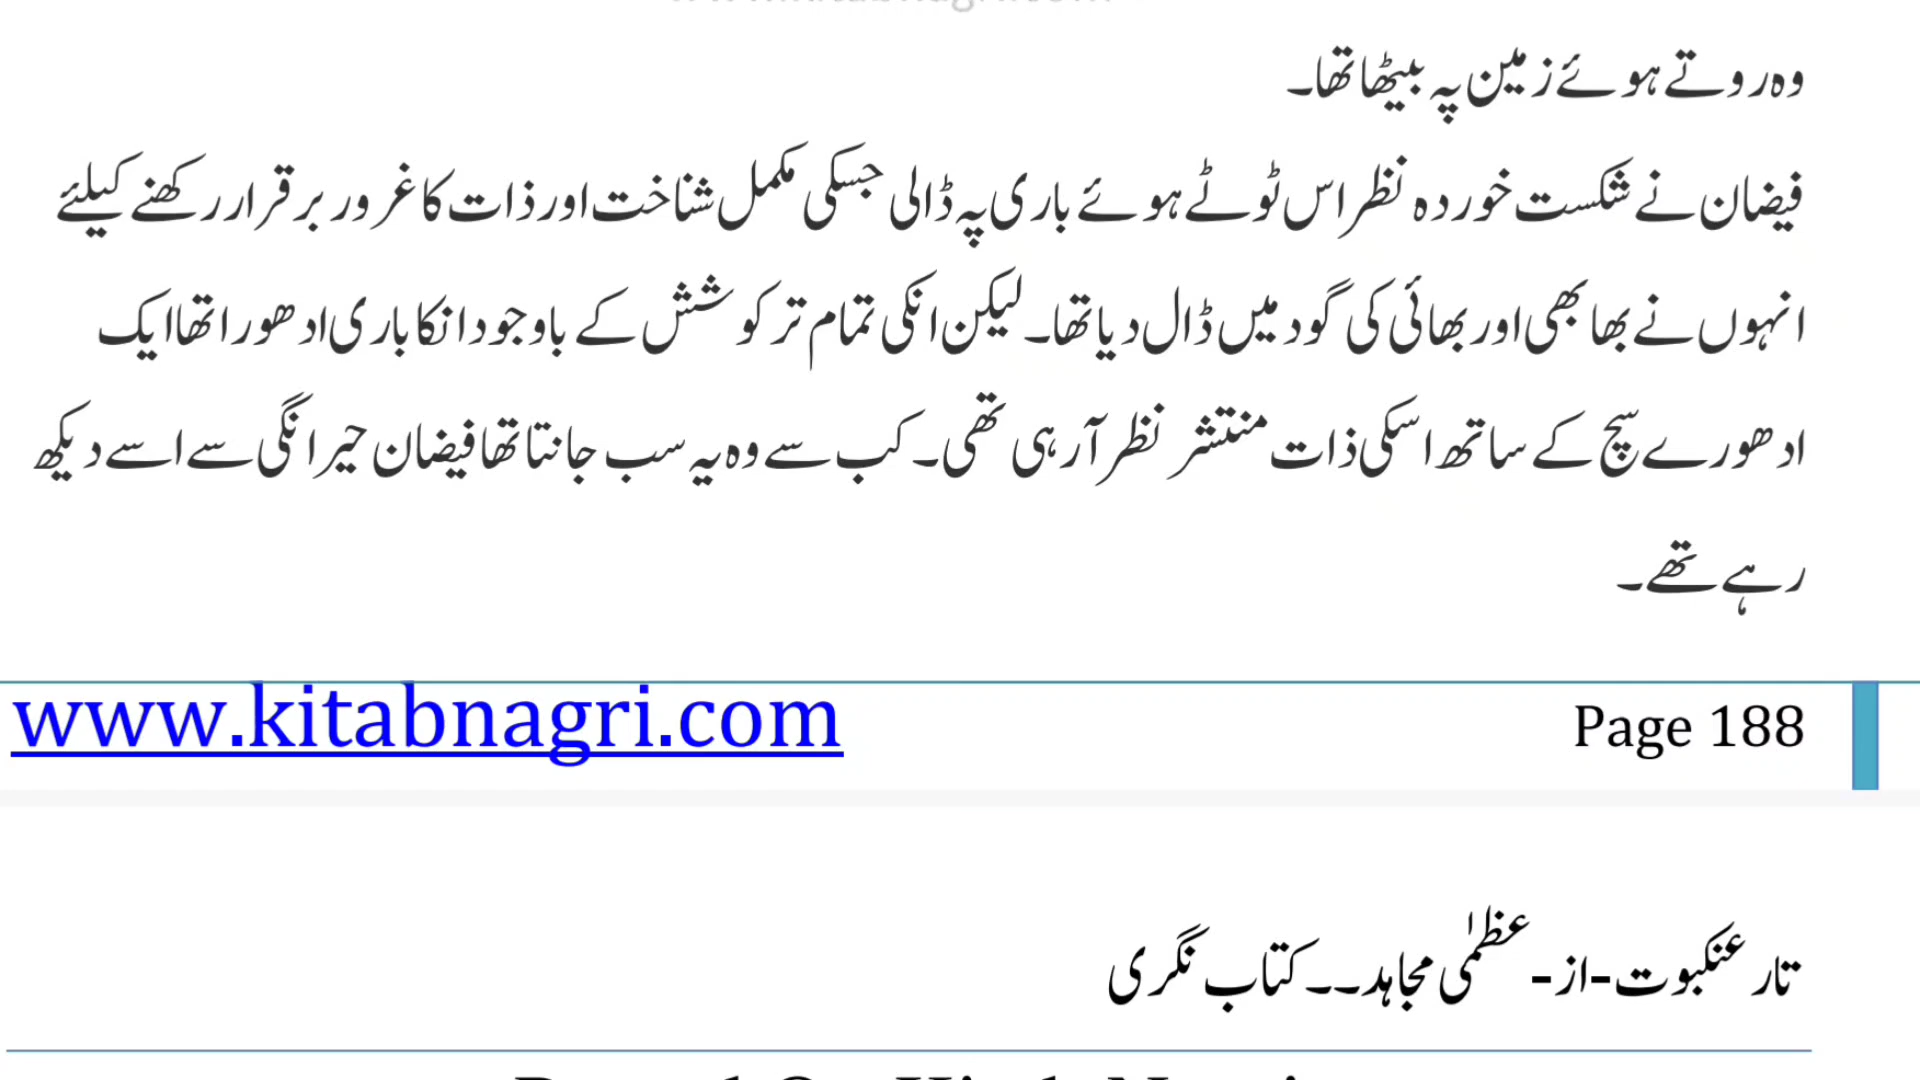 وہ روتے ہوئے زمین پہ بیٹھا تھا۔
فیضان نے شکست خوردہ نظر اس ٹوٹے ہوئے باری پہ ڈالی جسکی مکمل شناخت اور ذات کا غرور برقرار رکھنے کیلئے
انہوں نے بھابھی اور بھائی کی گود میں ڈال دیا تھا۔ لیکن انکی تمام تر کوشش کے باوجود انکا باری ادھورا تھا ایک
ادھورے سچ کے ساتھ اسکی ذات منتشر نظر آرہی تھی۔ کب سے وہ یہ سب جانتا تھا فیضان حیرانگی سے اسے دیکھ
رہے تھے۔
www.kitabnagri.com Page 188
تار عنکبوت-از-عظمٰی مجاہد۔۔کتاب نگری